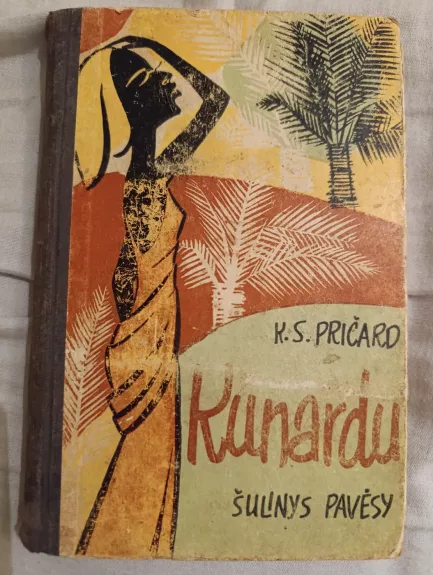 K. S. PRIČARD
Kunardu
ŠULINYS PAVĖSY